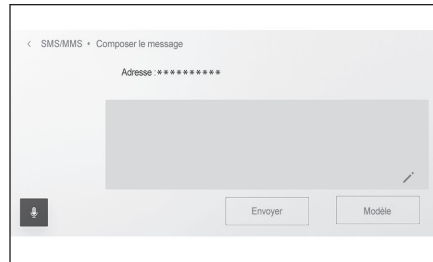 < SMS/MMS • Composer le message
Adresse : **********
Envoyer
Modèle